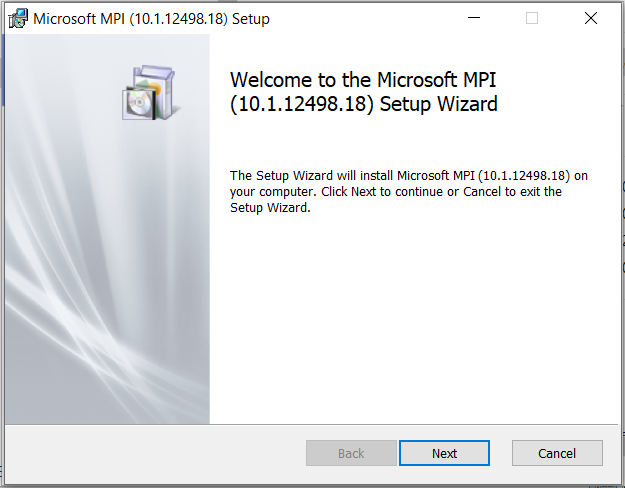 Microsoft MPI (10.1.12498.18) Setup
Welcome to the Microsoft MPI
(10.1.12498.18) Setup Wizard
The Setup Wizard will install Microsoft MPI (10.1.12498.18) on
your computer. Click Next to continue or Cancel to exit the
Setup Wizard.
Back
Next
Cancel